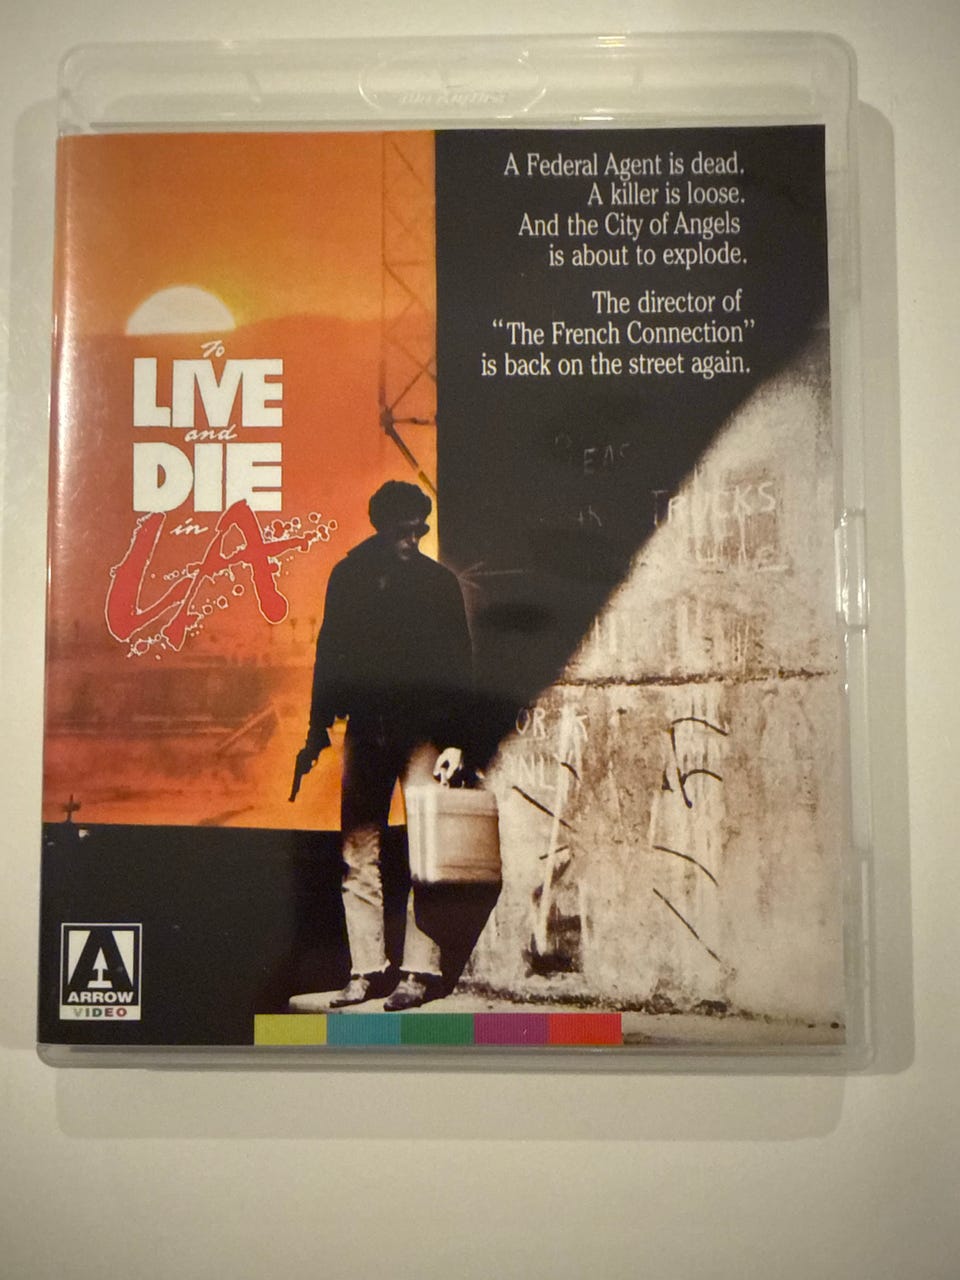 A Federal Agent is dead.
A killer is loose.
And the City of Angels
is about to explode.
The director of
“The French Connection”
is back on the street again.
To
LIVE
and
DIE
in
LA
TRUCKS
ARROW
VIDEO